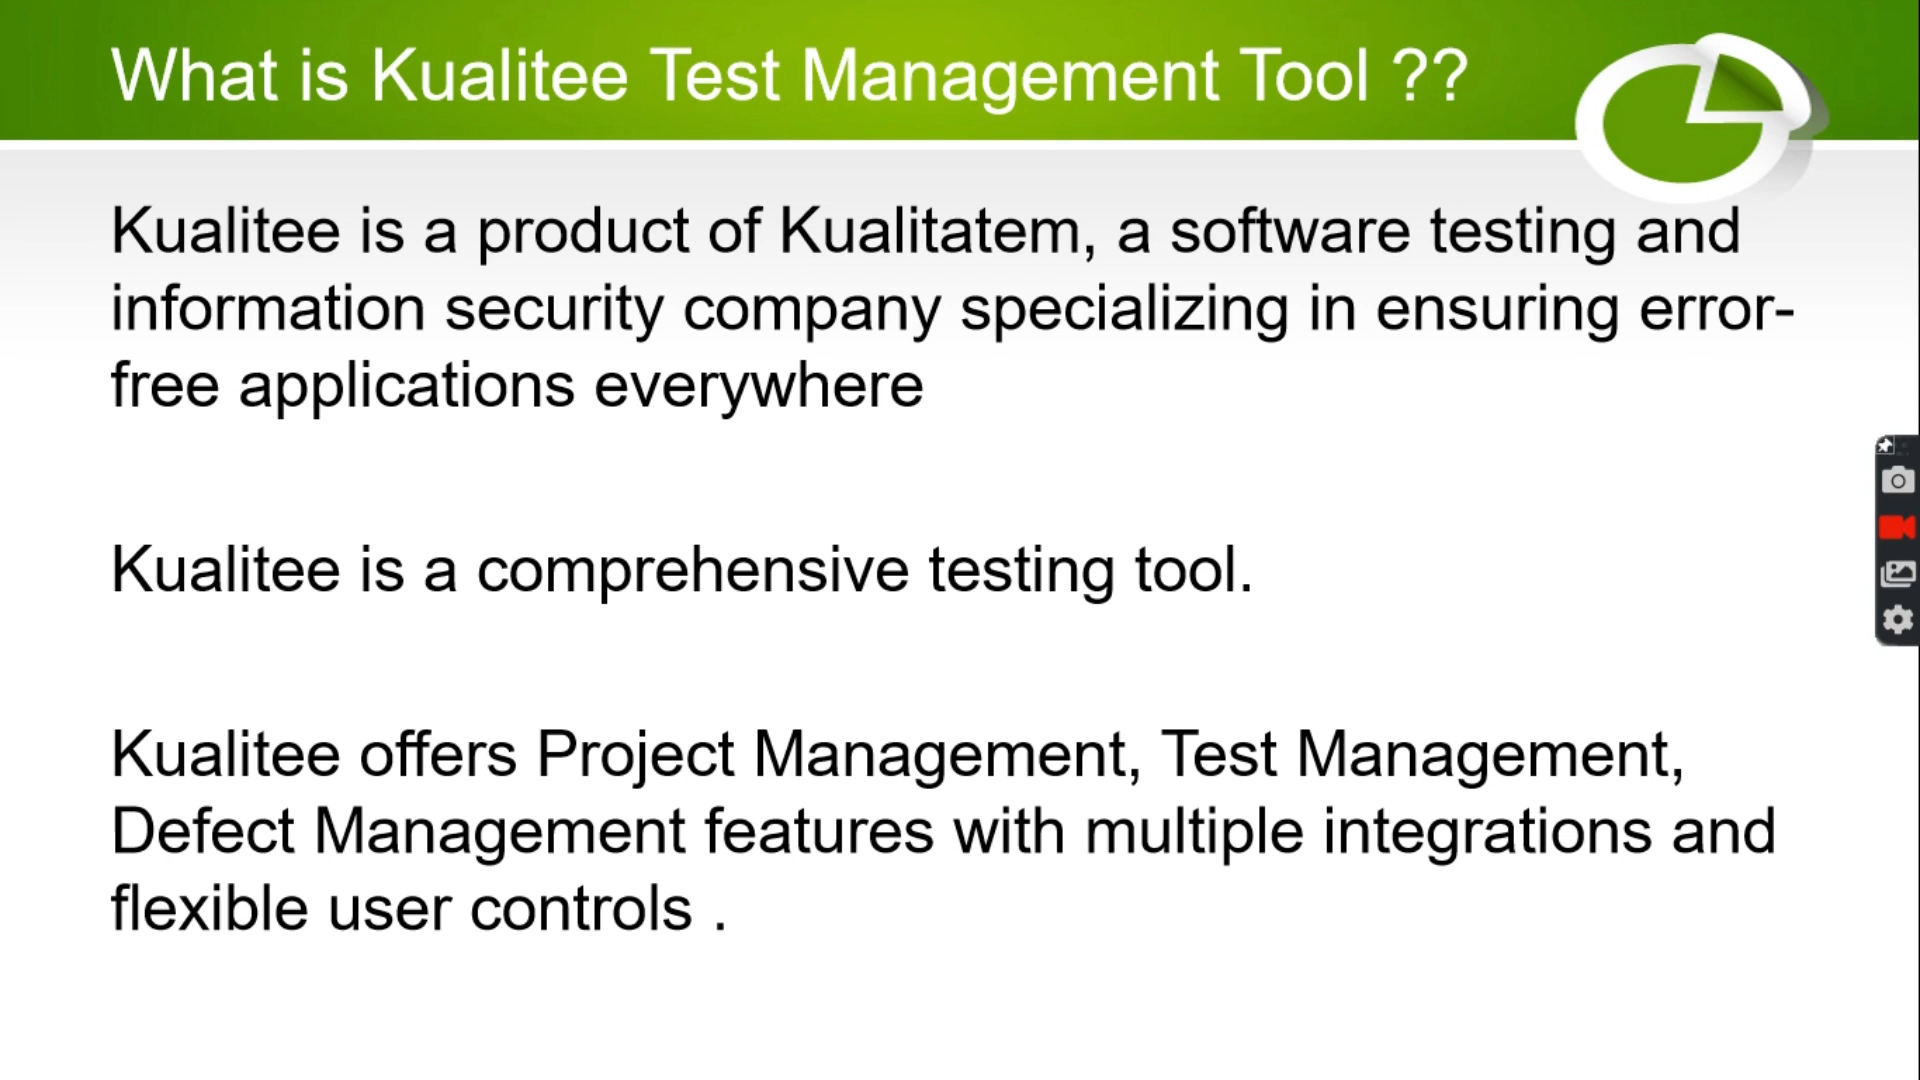 What is Kualitee Test Management Tool ??
Kualitee is a product of Kualitatem, a software testing and
information security company specializing in ensuring error-
free applications everywhere
Kualitee is a comprehensive testing tool.
Kualitee offers Project Management, Test Management,
Defect Management features with multiple integrations and
flexible user controls .